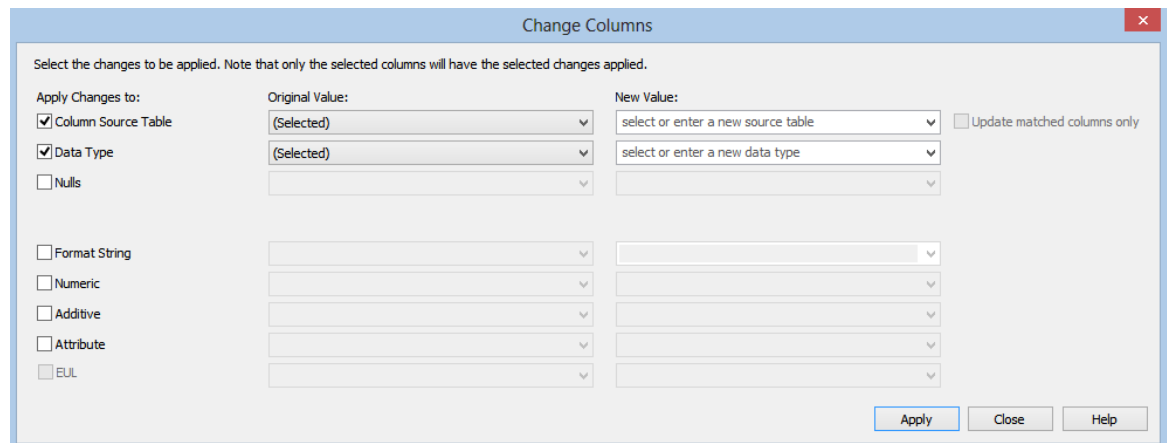 Change Columns
Select the changes to be applied. Note that only the selected columns will have the selected changes applied.
Apply Changes to: Original Value: New Value:
Column Source Table (Selected) select or enter a new source table Update matched columns only
Data Type (Selected) select or enter a new data type
Nulls
Format String
Numeric
Additive
Attribute
EUL
Apply Close Help